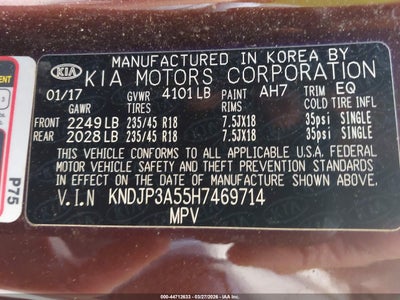 MANUFACTURED IN KOREA BY
KIA KIA MOTORS CORPORATION
01/17 GVWR 4101 LB PAINT AH7 TRIM EQ
GAWR TIRES RIMS COLD TIRE INFL
FRONT 2249 LB 235/45 R18 7.5JX18 35psi SINGLE
REAR 2028 LB 235/45 R18 7.5JX18 35psi SINGLE
THIS VEHICLE CONFORMS TO ALL APPLICABLE U.S.A. FEDERAL
MOTOR VEHICLE SAFETY AND THEFT PREVENTION STANDARDS
IN EFFECT ON THE DATE OF MANUFACTURE SHOWN ABOVE.
V.I.N KNDJP3A55H7469714
MPV
P75
© 44712633 - 03/27/2026 - IAA, Inc.